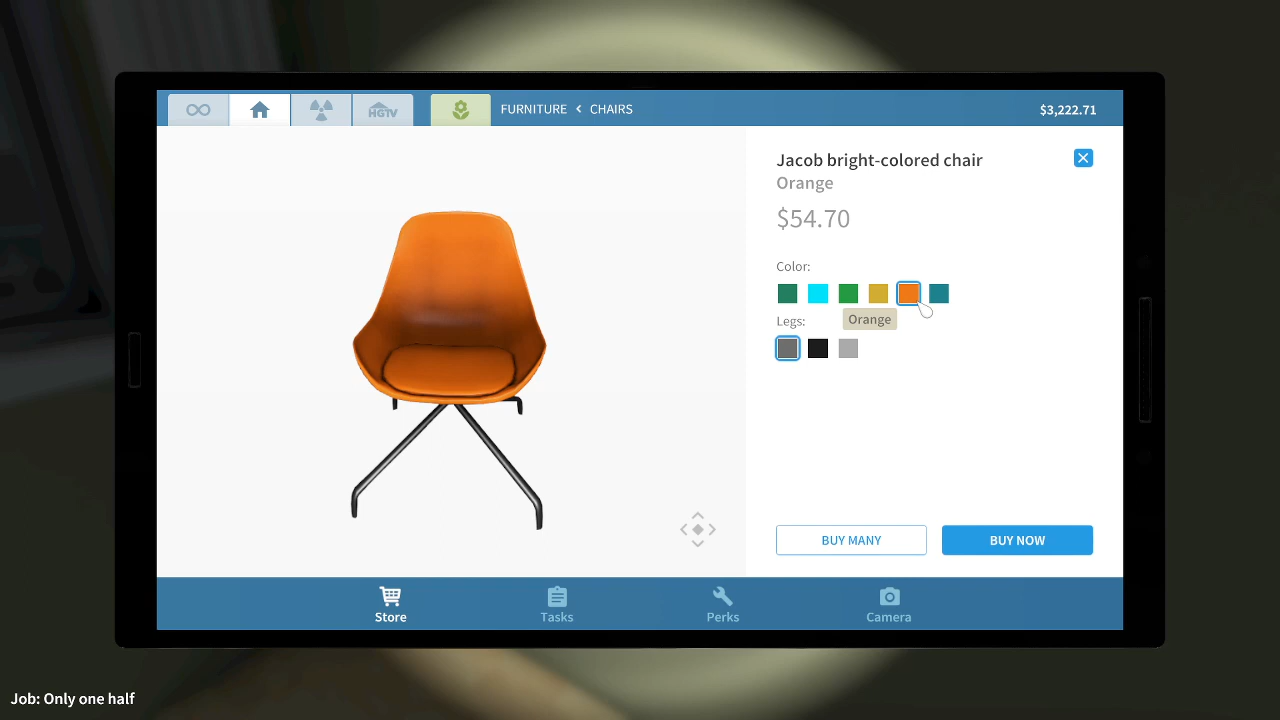 HGTV
FURNITURE < CHAIRS
$3,222.71
Jacob bright-colored chair
Orange
$54.70
Color:
Legs:
Orange
BUY MANY
BUY NOW
Store
Tasks
Perks
Camera
Job: Only one half